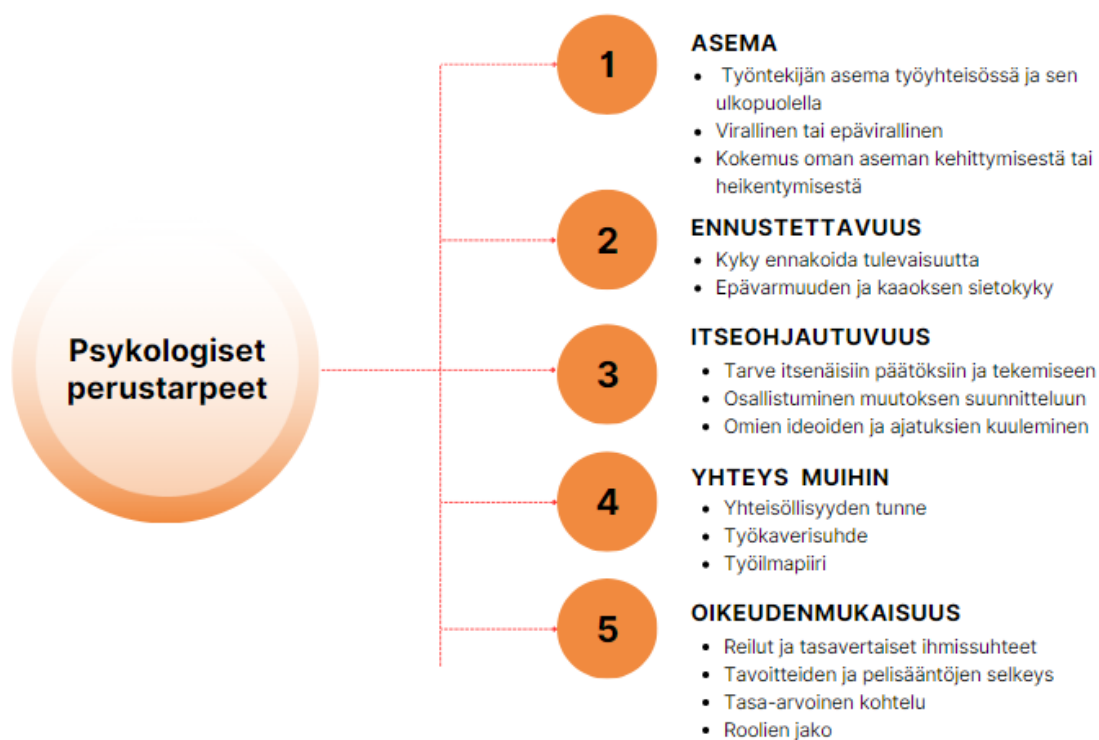 Psykologiset
perustarpeet
1
ASEMA
• Työntekijän asema työyhteisössä ja sen
ulkopuolella
• Virallinen tai epävirallinen
• Kokemus oman aseman kehittymisestä tai
heikentymisestä
2
ENNUSTETTAVUUS
• Kyky ennakoida tulevaisuutta
• Epävarmuuden ja kaaoksen sietokyky
3
ITSEOHJAUTUVUUS
• Tarve itsenäisiin päätöksiin ja tekemiseen
• Osallistuminen muutoksen suunnitteluun
• Omien ideoiden ja ajatuksien kuuleminen
4
YHTEYS MUIHIN
• Yhteisöllisyyden tunne
• Työkaverisuhde
• Työilmapiiri
5
OIKEUDENMUKAISUUS
• Reilut ja tasavertaiset ihmissuhteet
• Tavoitteiden ja pelisääntöjen selkeys
• Tasa-arvoinen kohtelu
• Roolien jako